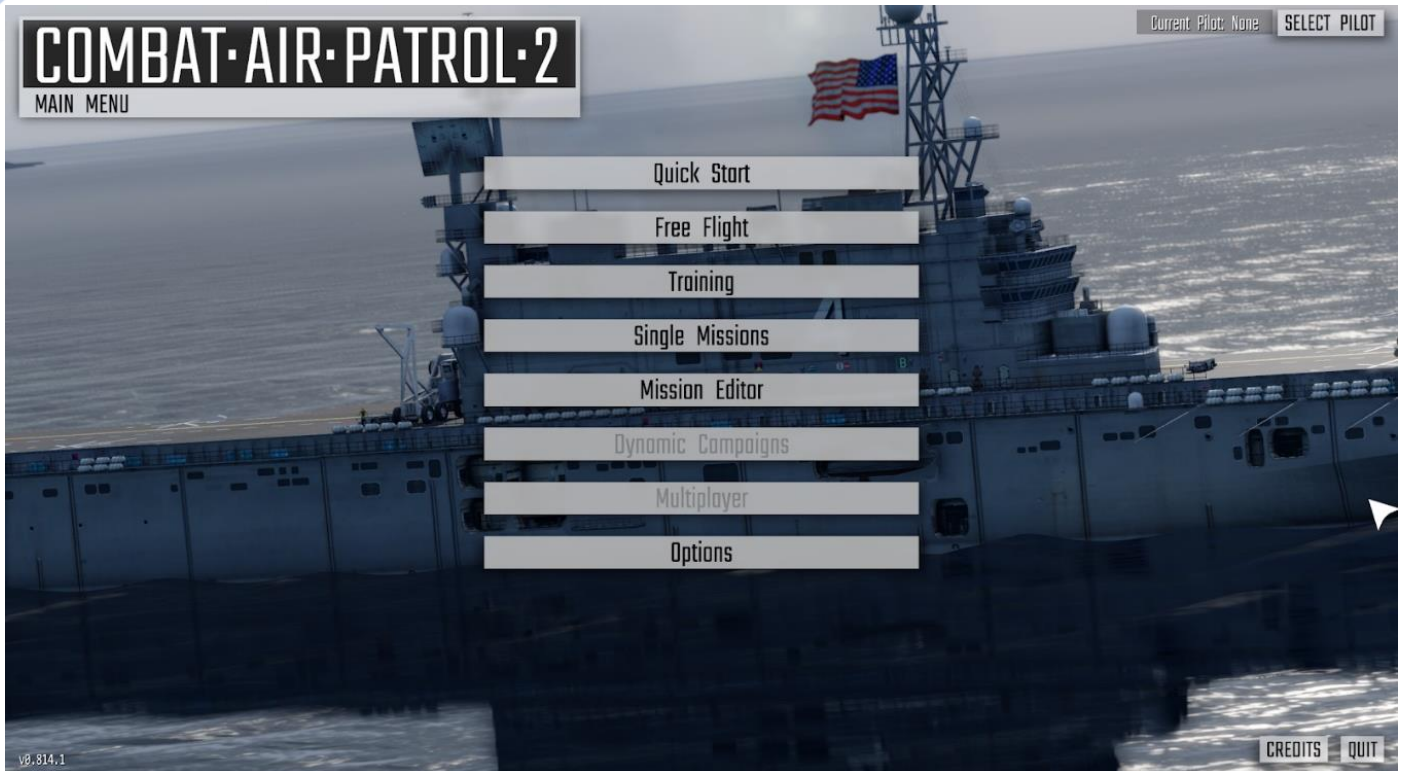 COMBAT·AIR·PATROL·2
MAIN MENU
Current Pilot: None
SELECT PILOT
Quick Start
Free Flight
Training
Single Missions
Mission Editor
Dynamic Campaigns
Multiplayer
Options
v0.814.1
CREDITS
QUIT